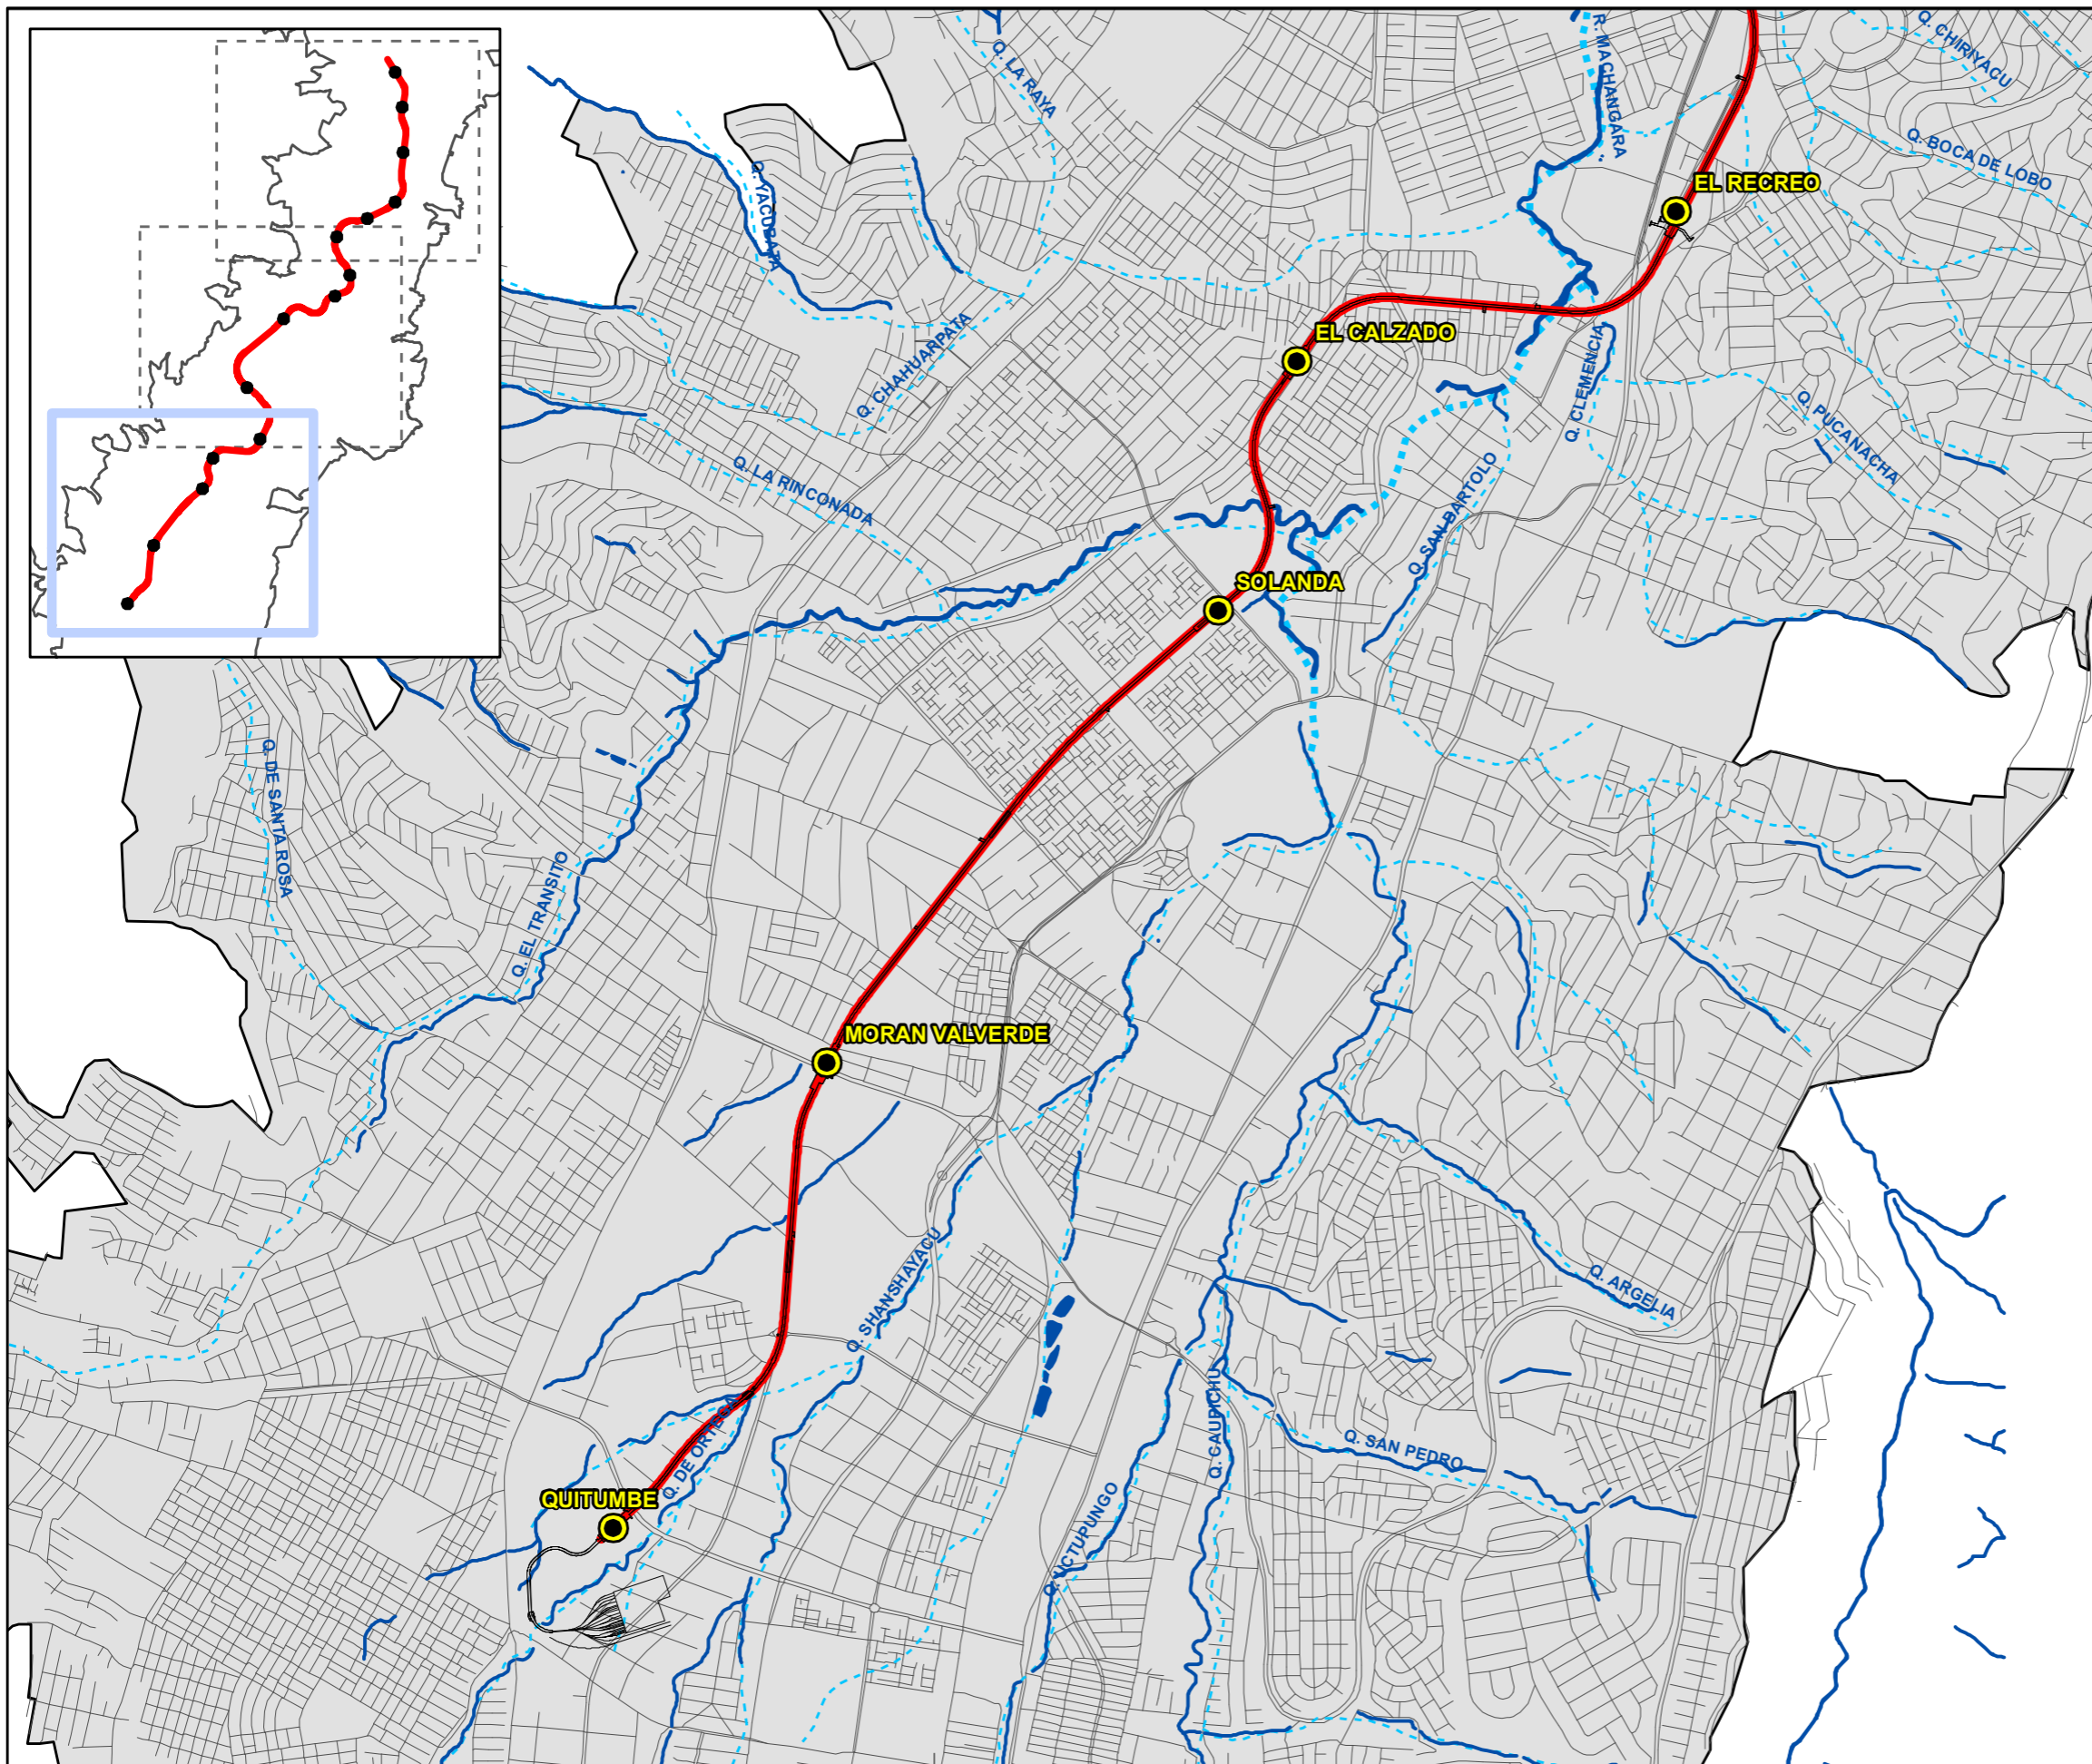 Q. CHIRIYACU
Q. LA RAYA
R. MACHANGARA
Q. BOCA DE LOBO
Q. YACUPATA
EL RECREO
EL CALZADO
Q. CHAHUARPATA
Q. CLEMENCIA
Q. PUCANACHA
Q. LA RINCONADA
Q. SAN BARTOLO
SOLANDA
Q. DE SANTA ROSA
Q. EL TRANSITO
MORAN VALVERDE
Q. SHANSHAYACU
Q. ARGELIA
Q. CAUPICHU
Q. DE ORTEGA
Q. SAN PEDRO
QUITUMBE
Q. UCTUPUNGO